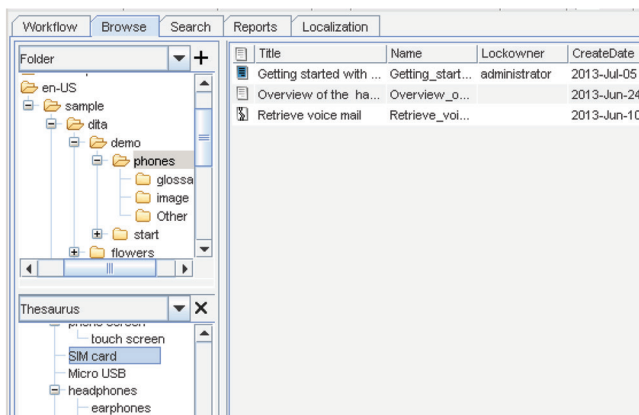 Workflow Browse Search Reports Localization
Folder
en-US
sample
dita
demo
phones
glossa
image
Other
start
flowers
Thesaurus
phone screen
touch screen
SIM card
Micro USB
headphones
earphones
Title Name Lockowner CreateDate
Getting started with ... Getting_start... administrator 2013-Jul-05
Overview of the ha... Overview_o... 2013-Jun-24
Retrieve voice mail Retrieve_voi... 2013-Jun-10